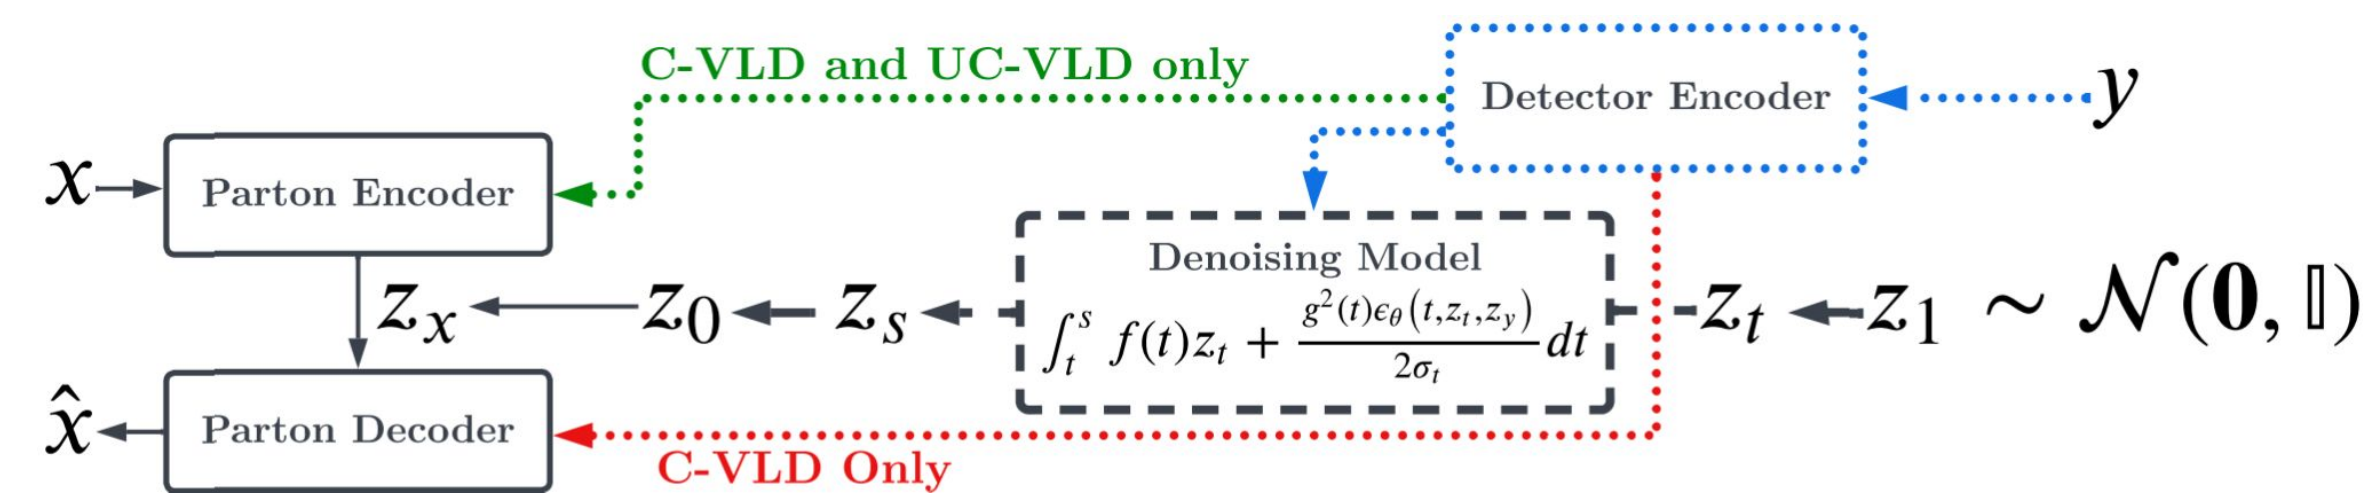 C-VLD and UC-VLD only
Detector Encoder
y
x
Parton Encoder
Denoising Model
z_x
z_0
z_s
∫_t^s f(t)z_t + g²(t)ϵ_θ(t,z_t,z_y) / 2σ_t dt
z_t
z_1 ∼ 𝒩(𝟎, 𝕀)
x̂
Parton Decoder
C-VLD Only